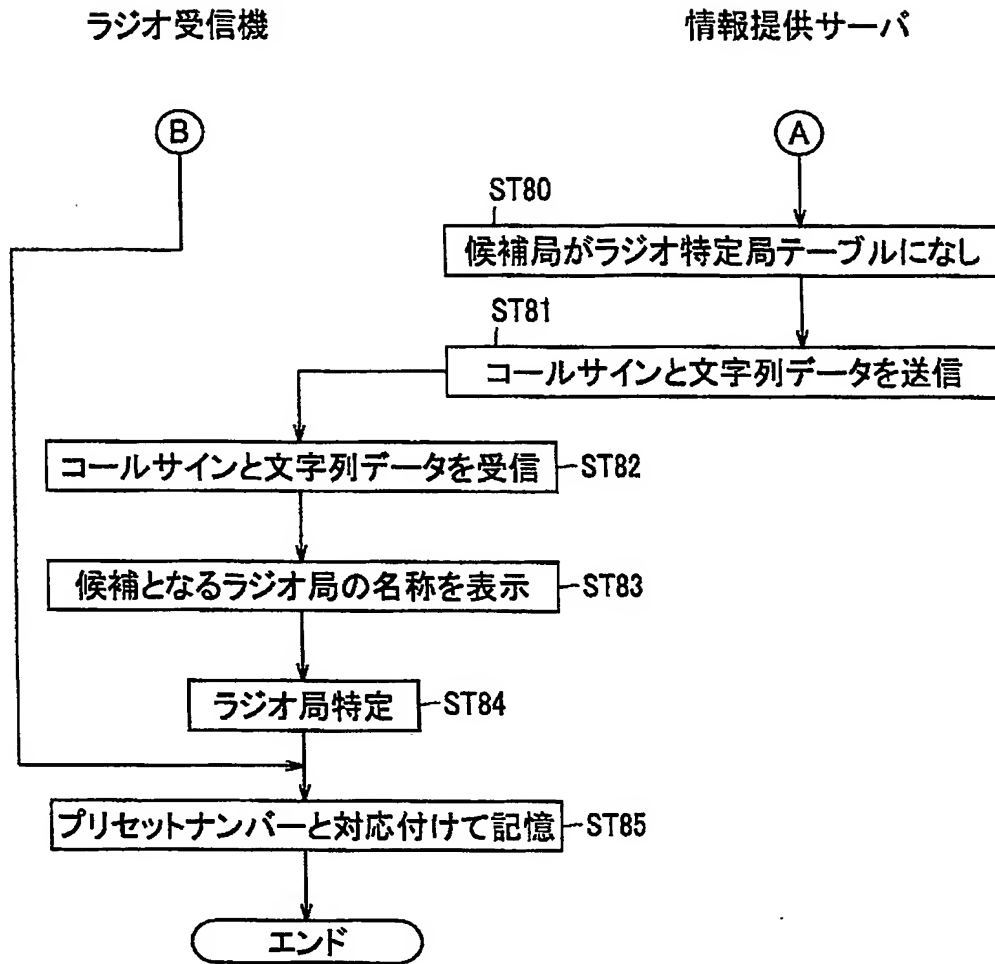 ラジオ受信機
情報提供サーバ
B
A
ST80
候補局がラジオ特定局テーブルになし
ST81
コールサインと文字列データを送信
コールサインと文字列データを受信
ST82
候補となるラジオ局の名称を表示
ST83
ラジオ局特定
ST84
プリセットナンバーと対応付けて記憶
ST85
エンド